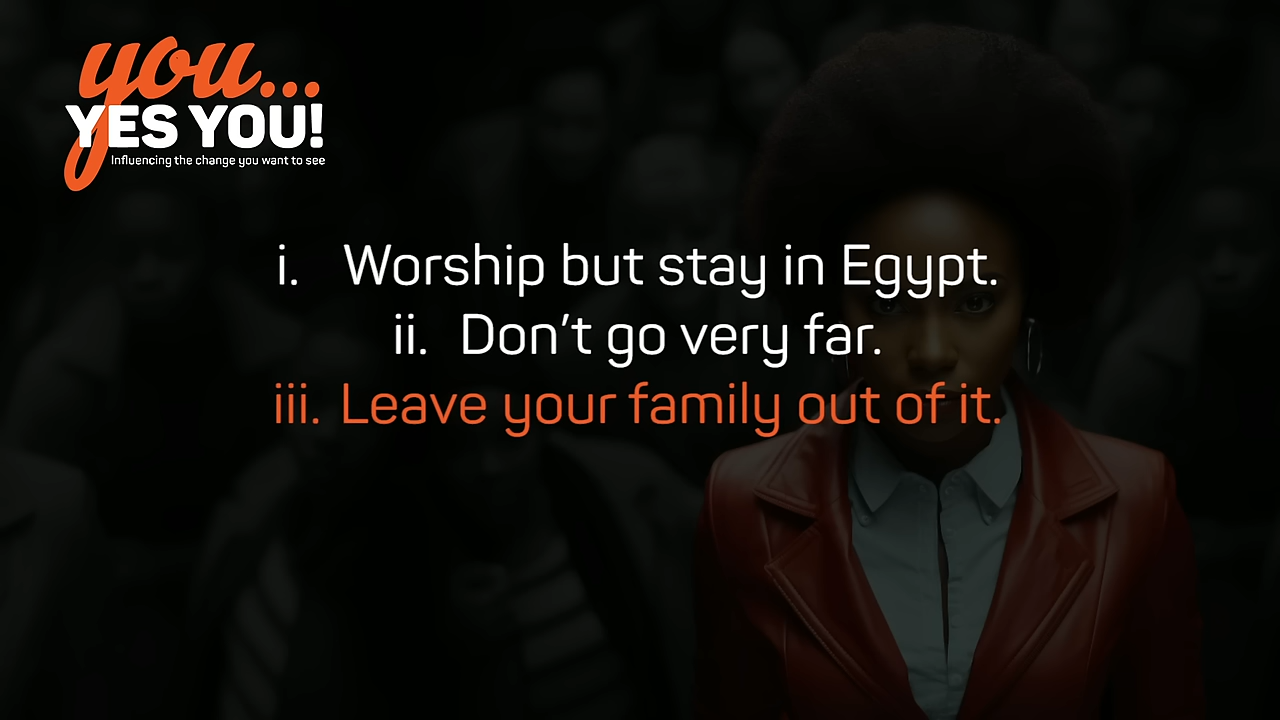 you...
YES YOU!
Influencing the change you want to see
i. Worship but stay in Egypt.
ii. Don’t go very far.
iii. Leave your family out of it.